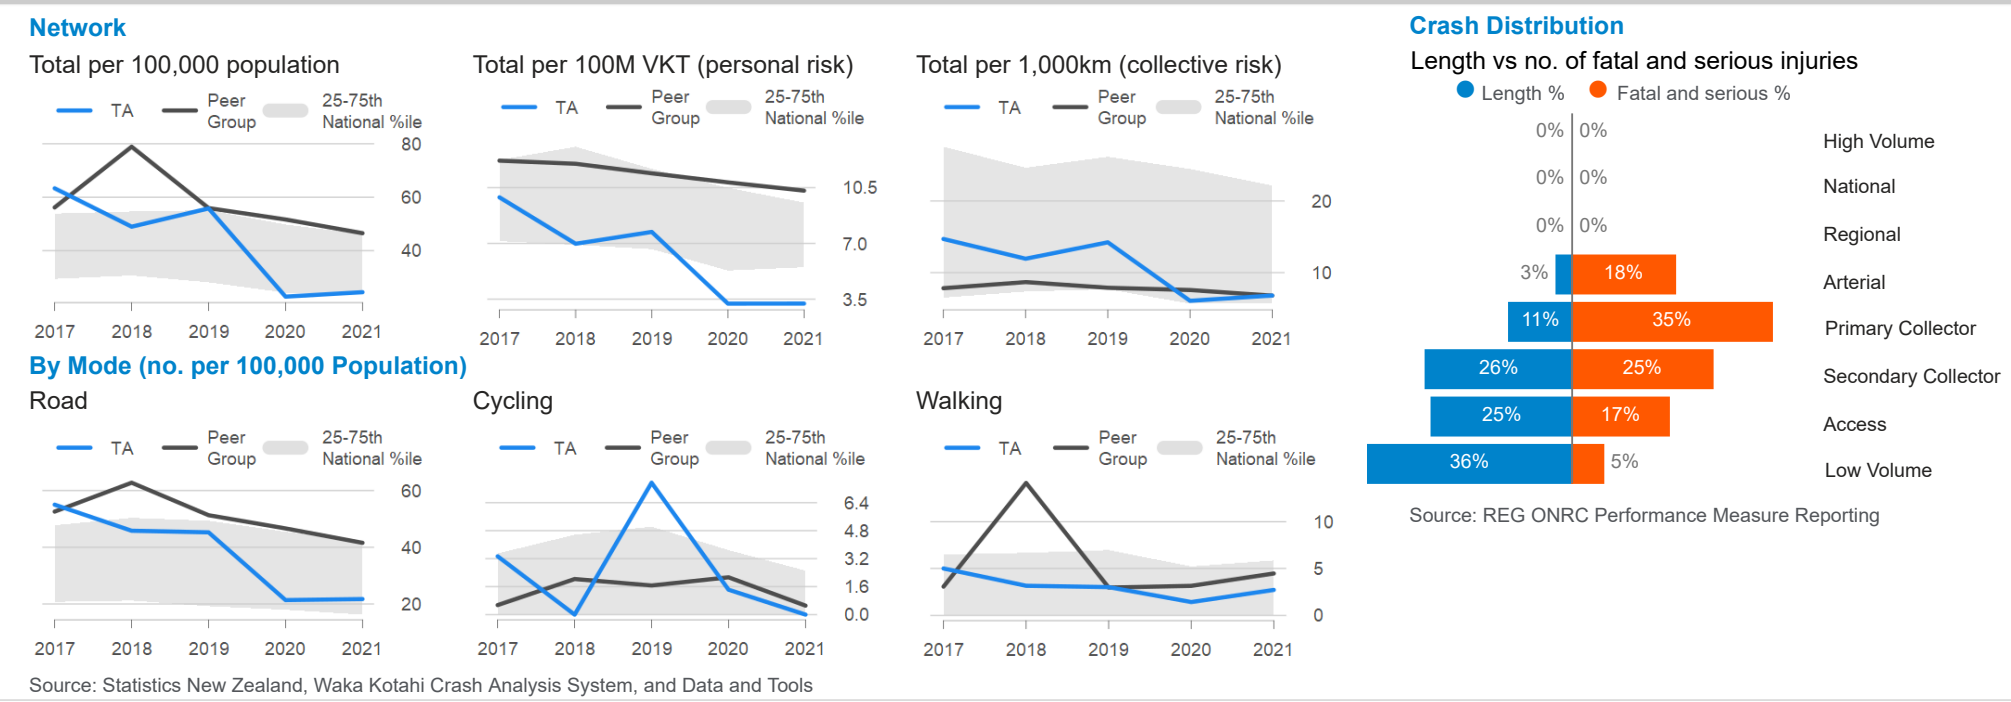 Network
Total per 100,000 population
TA
Peer Group
25-75th National %ile
80
60
40
2017 2018 2019 2020 2021
Total per 100M VKT (personal risk)
TA
Peer Group
25-75th National %ile
10.5
7.0
3.5
2017 2018 2019 2020 2021
Total per 1,000km (collective risk)
TA
Peer Group
25-75th National %ile
20
10
2017 2018 2019 2020 2021
By Mode (no. per 100,000 Population)
Road
TA
Peer Group
25-75th National %ile
60
40
20
2017 2018 2019 2020 2021
Cycling
TA
Peer Group
25-75th National %ile
6.4
4.8
3.2
1.6
0.0
2017 2018 2019 2020 2021
Walking
TA
Peer Group
25-75th National %ile
10
5
0
2017 2018 2019 2020 2021
Source: Statistics New Zealand, Waka Kotahi Crash Analysis System, and Data and Tools
Crash Distribution
Length vs no. of fatal and serious injuries
Length % Fatal and serious %
0% 0% High Volume
0% 0% National
0% 0% Regional
3% 18% Arterial
11% 35% Primary Collector
26% 25% Secondary Collector
25% 17% Access
36% 5% Low Volume
Source: REG ONRC Performance Measure Reporting